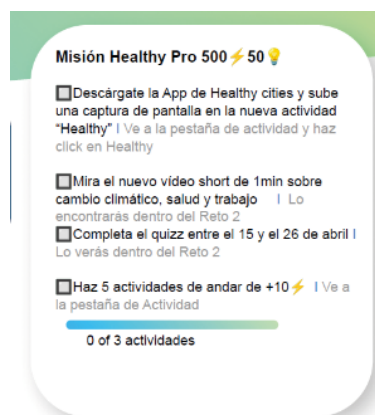 Misión Healthy Pro 500⚡50💡
🔲Descárgate la App de Healthy cities y sube
una captura de pantalla en la nueva actividad
“Healthy” I Ve a la pestaña de actividad y haz
click en Healthy
🔲Mira el nuevo vídeo short de 1min sobre
cambio climático, salud y trabajo I Lo
encontrarás dentro del Reto 2
🔲Completa el quizz entre el 15 y el 26 de abril I
Lo verás dentro del Reto 2
🔲Haz 5 actividades de andar de +10⚡ I Ve a
la pestaña de Actividad
0 of 3 actividades